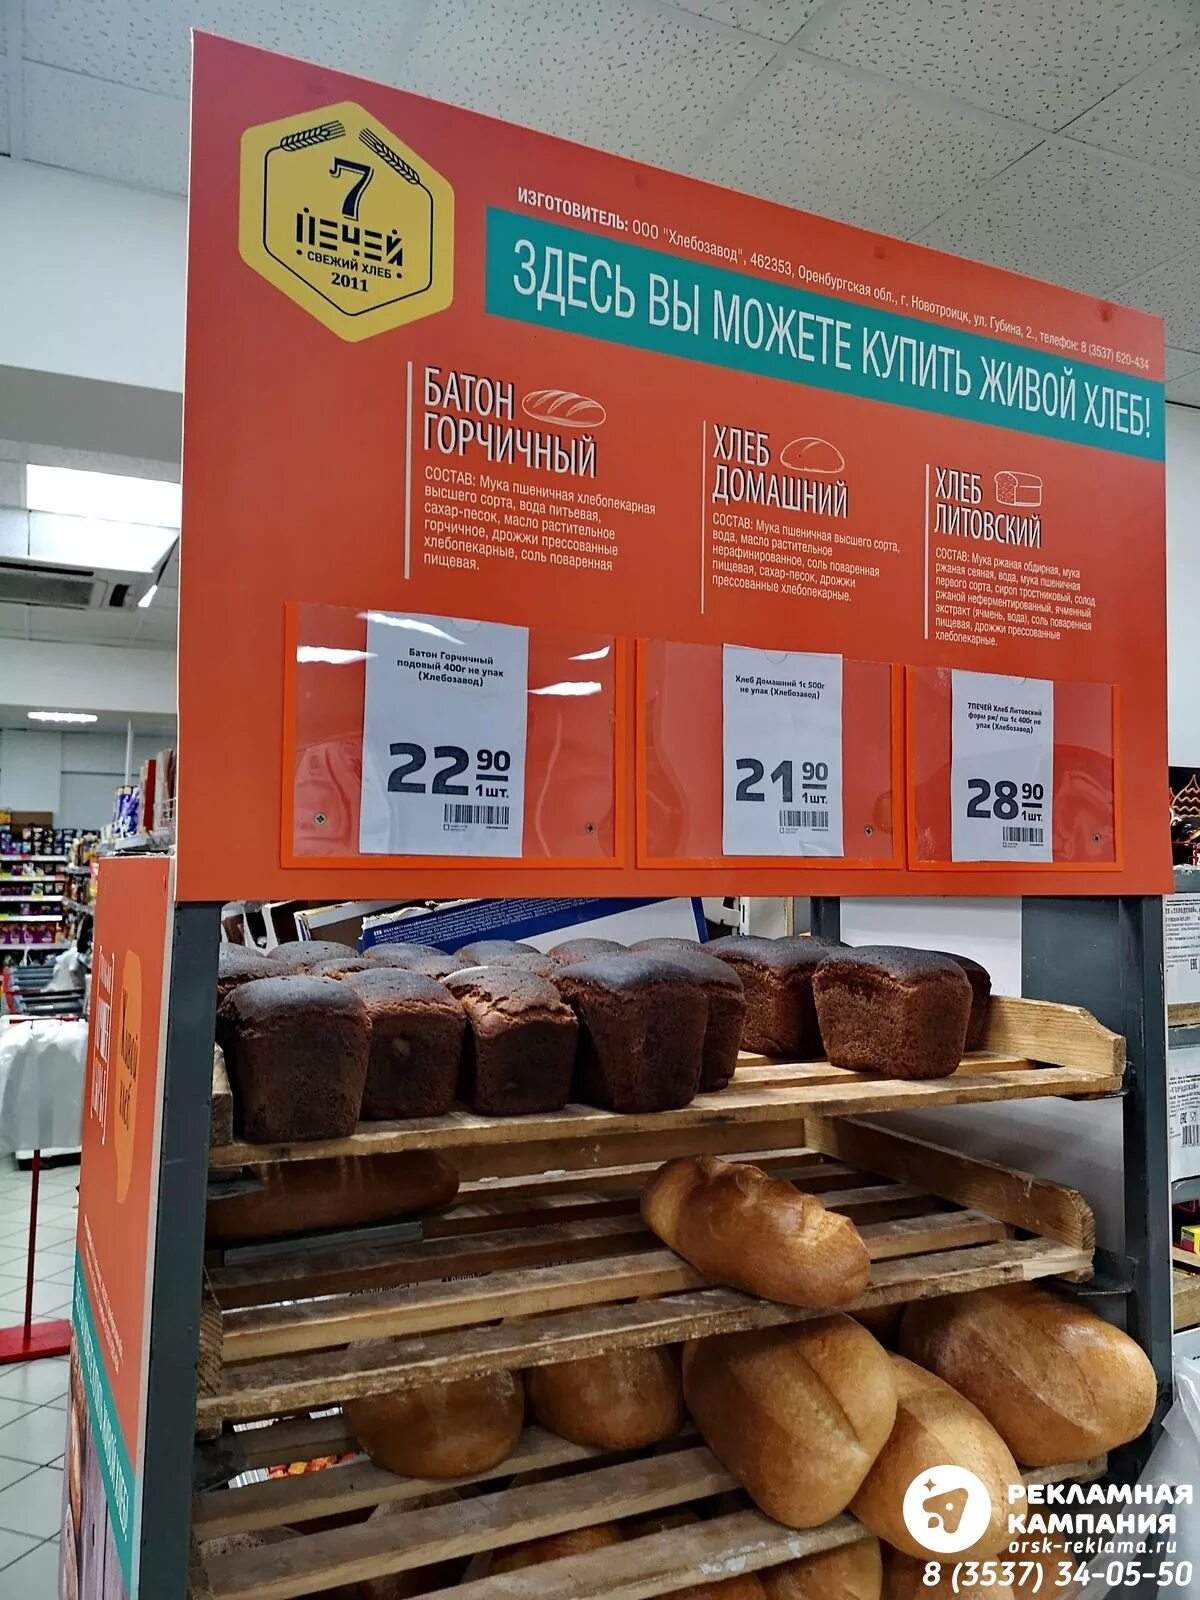 7
ПЕЧЕЙ
• СВЕЖИЙ ХЛЕБ •
2011
ИЗГОТОВИТЕЛЬ: ООО "Хлебозавод", 462353, Оренбургская обл., г. Новотроицк, ул. Губина, 2., телефон: 8 (3537) 620-434
ЗДЕСЬ ВЫ МОЖЕТЕ КУПИТЬ ЖИВОЙ ХЛЕБ!
БАТОН
ГОРЧИЧНЫЙ
СОСТАВ: Мука пшеничная хлебопекарная
высшего сорта, вода питьевая,
сахар-песок, масло растительное
горчичное, дрожжи прессованные
хлебопекарные, соль поваренная
пищевая.
ХЛЕБ
ДОМАШНИЙ
СОСТАВ: Мука пшеничная высшего сорта,
вода, масло растительное
нерафинированное, соль поваренная
пищевая, сахар-песок, дрожжи
прессованные хлебопекарные.
ХЛЕБ
ЛИТОВСКИЙ
СОСТАВ: Мука ржаная обдирная, мука
ржаная сеяная, вода, мука пшеничная
первого сорта, сироп тростниковый, солод
ржаной неферментированный, ячменный
экстракт (ячмень, вода), соль поваренная
пищевая, дрожжи прессованные
хлебопекарные.
Батон Горчичный
подовый 400г не упак
(Хлебозавод)
22 90
1 шт.
Хлеб Домашний 1с 500г
не упак (Хлебозавод)
21 90
1 шт.
7ПЕЧЕЙ Хлеб Литовский
форм рж/ пш 1с 400г не
упак (Хлебозавод)
28 90
1 шт.
Живой
хлеб
РЕКЛАМНАЯ
КАМПАНИЯ
orsk-reklama.ru
8 (3537) 34-05-50